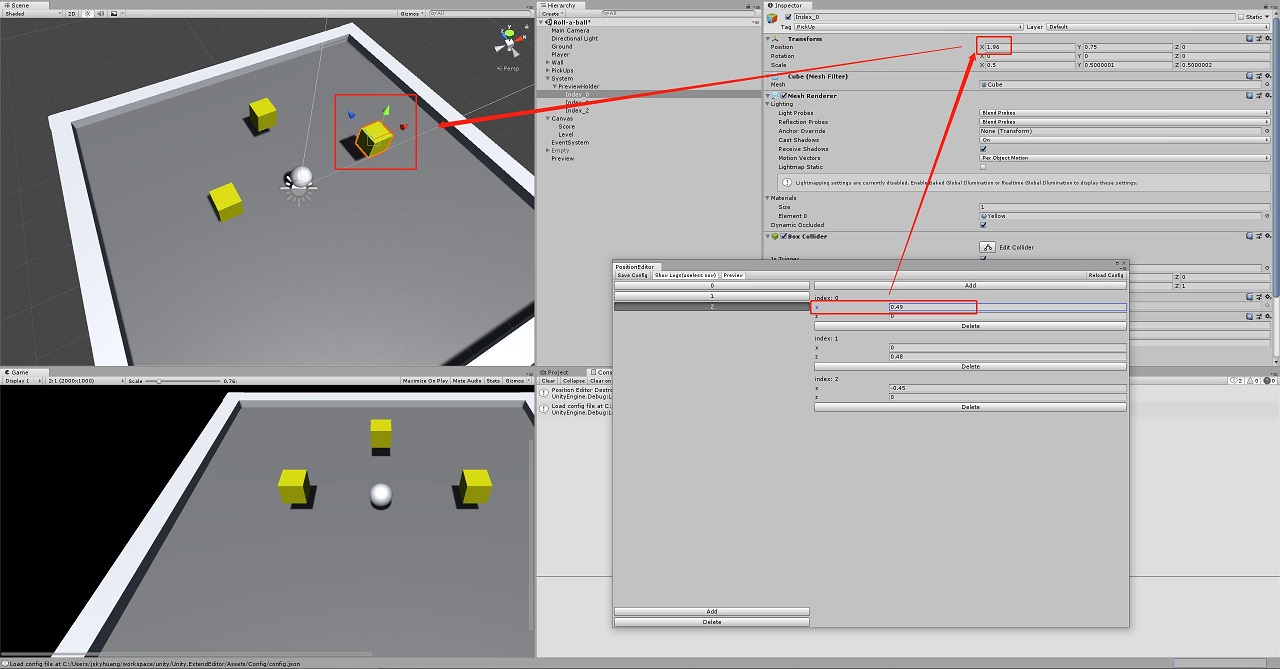 Scene
Shaded
2D
Gizmos
All
y
Persp
Hierarchy
Create
All
Roll-a-ball*
Main Camera
Directional Light
Ground
Player
Wall
PickUps
System
PreviewHolder
Index_0
Index_2
Canvas
Score
Level
EventSystem
Empty
Preview
Inspector
Index_0
Static
Tag PickUp
Layer Default
Transform
Position X 1.96 Y 0.75 Z 0
Rotation X 0 Y 0 Z 0
Scale X 0.5 Y 0.5000001 Z 0.5000002
Cube (Mesh Filter)
Mesh Cube
Mesh Renderer
Lighting
Light Probes Blend Probes
Reflection Probes Blend Probes
Anchor Override None (Transform)
Cast Shadows On
Receive Shadows
Motion Vectors Per Object Motion
Lightmap Static
Lightmapping settings are currently disabled. Enable Baked Global Illumination or Realtime Global Illumination to display these settings.
Materials
Size 1
Element 0 Yellow
Dynamic Occluded
Box Collider
Edit Collider
Is Trigger
Z 0
Z 1
PositionEditor
Save Config Show Logs(useless now) Preview Reload Config
0
1
2
Add
index: 0
x 0.49
z 0
Delete
index: 1
x 0
z 0.48
Delete
index: 2
x -0.45
z 0
Delete
Add
Delete
Game
Display 1 2:1 (2000x1000) Scale 0.76: Maximize On Play Mute Audio Stats Gizmos
Project Cons
Clear Collapse Clear on
2 0 0
Position Editor Destro
UnityEngine.Debug:L
Load config file at C:
UnityEngine.Debug:L
Load config file at C:/Users/jskyhuang/workspace/unity/Unity.ExtendEditor/Assets/Config/config.json